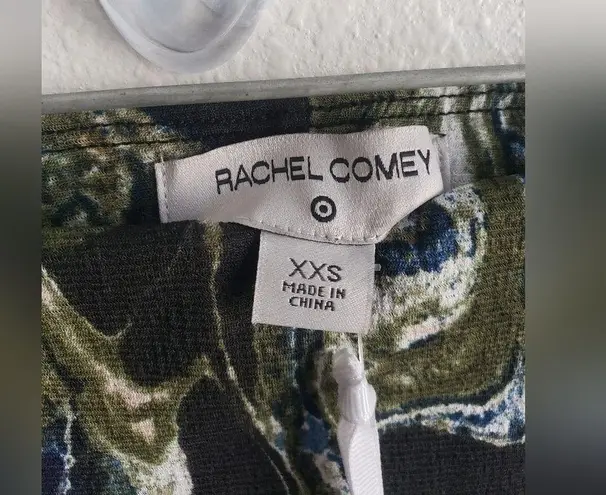 RACHEL COMEY
XXS
MADE IN
CHINA